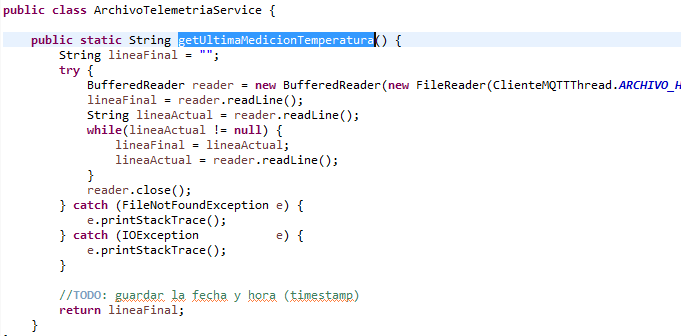 public class ArchivoTelemetriaService {
public static String getUltimaMedicionTemperatura() {
String lineaFinal = "";
try {
BufferedReader reader = new BufferedReader(new FileReader(ClienteMQTTThread.ARCHIVO_H
lineaFinal = reader.readLine();
String lineaActual = reader.readLine();
while(lineaActual != null) {
lineaFinal = lineaActual;
lineaActual = reader.readLine();
}
reader.close();
} catch (FileNotFoundException e) {
e.printStackTrace();
} catch (IOException e) {
e.printStackTrace();
}
//TODO: guardar la fecha y hora (timestamp)
return lineaFinal;
}